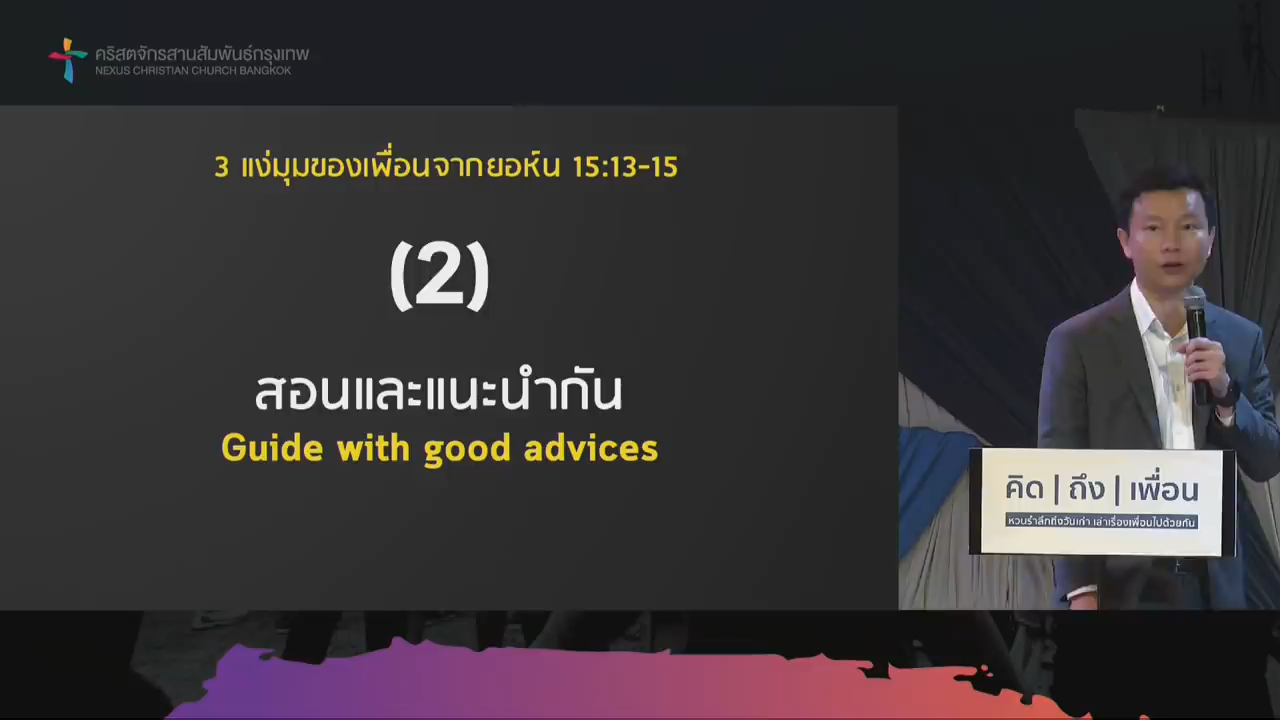 คริสตจักรสานสัมพันธ์กรุงเทพ
NEXUS CHRISTIAN CHURCH BANGKOK
3 แง่มุมของเพื่อนจากยอห์น 15:13-15
(2)
สอนและแนะนำกัน
Guide with good advices
คิด | ถึง | เพื่อน
หวนรำลึกถึงวันเก่า เล่าเรื่องเพื่อนไปด้วยกัน